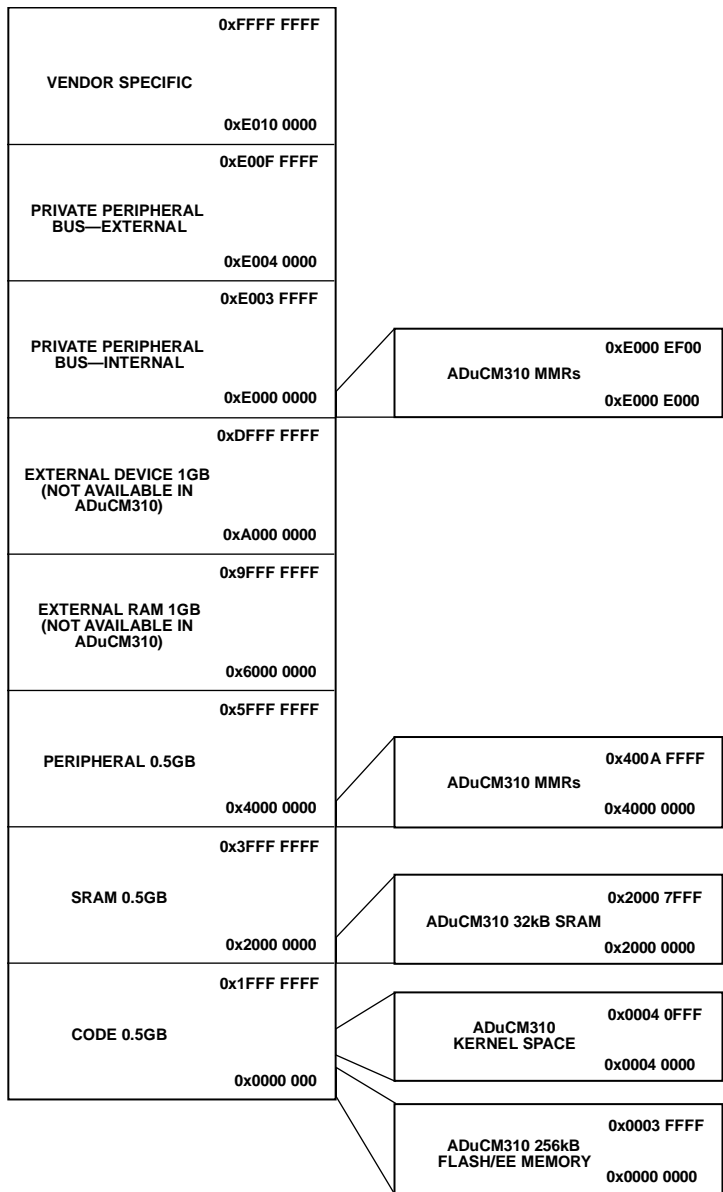 0xFFFF FFFF
VENDOR SPECIFIC
0xE010 0000
0xE00F FFFF
PRIVATE PERIPHERAL
BUS—EXTERNAL
0xE004 0000
0xE003 FFFF
PRIVATE PERIPHERAL
BUS—INTERNAL
0xE000 0000
0xE000 EF00
ADuCM310 MMRs
0xE000 E000
0xDFFF FFFF
EXTERNAL DEVICE 1GB
(NOT AVAILABLE IN
ADuCM310)
0xA000 0000
0x9FFF FFFF
EXTERNAL RAM 1GB
(NOT AVAILABLE IN
ADuCM310)
0x6000 0000
0x5FFF FFFF
PERIPHERAL 0.5GB
0x4000 0000
0x400A FFFF
ADuCM310 MMRs
0x4000 0000
0x3FFF FFFF
SRAM 0.5GB
0x2000 0000
0x2000 7FFF
ADuCM310 32kB SRAM
0x2000 0000
0x1FFF FFFF
CODE 0.5GB
0x0000 000
0x0004 0FFF
ADuCM310
KERNEL SPACE
0x0004 0000
0x0003 FFFF
ADuCM310 256kB
FLASH/EE MEMORY
0x0000 0000